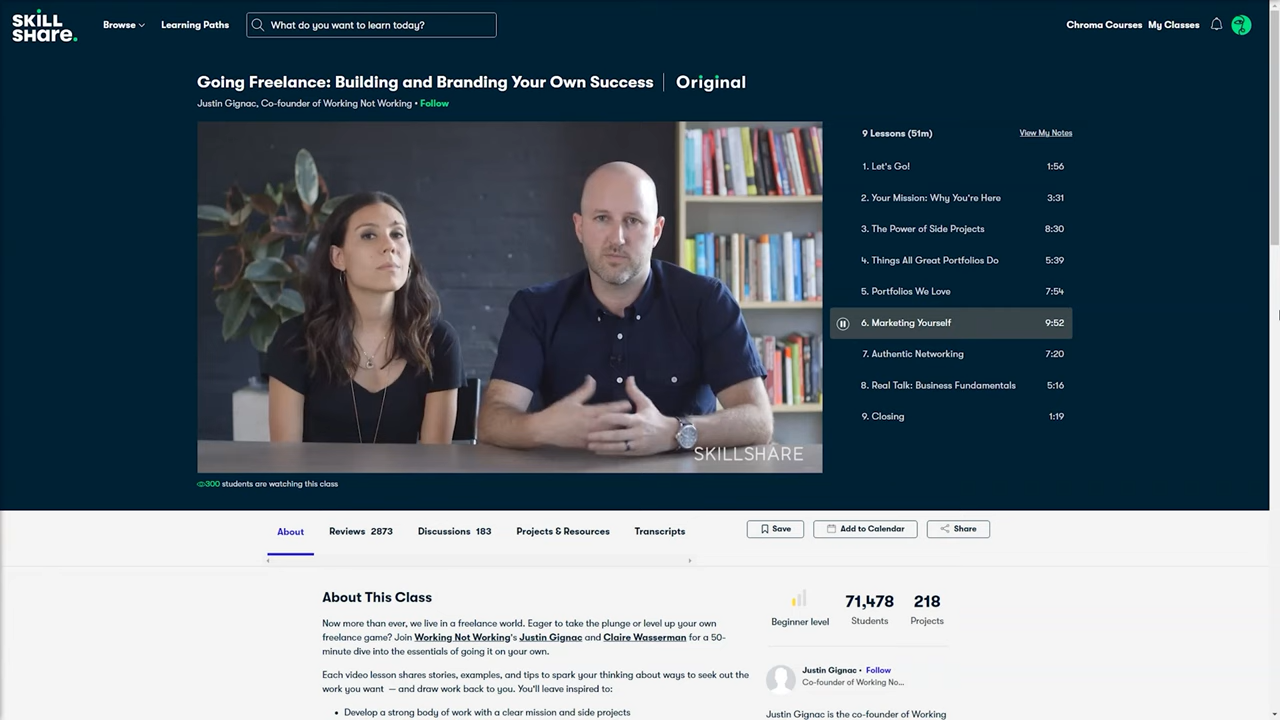 SKILL
SHARE.
Browse
Learning Paths
What do you want to learn today?
Chroma Courses
My Classes
Going Freelance: Building and Branding Your Own Success
Original
Justin Gignac, Co-founder of Working Not Working • Follow
9 Lessons (51m)
View My Notes
1. Let's Go! 1:56
2. Your Mission: Why You're Here 3:31
3. The Power of Side Projects 8:30
4. Things All Great Portfolios Do 5:39
5. Portfolios We Love 7:54
6. Marketing Yourself 9:52
7. Authentic Networking 7:20
8. Real Talk: Business Fundamentals 5:16
9. Closing 1:19
SKILLSHARE
300 students are watching this class
About
Reviews 2873
Discussions 183
Projects & Resources
Transcripts
Save
Add to Calendar
Share
About This Class
Now more than ever, we live in a freelance world. Eager to take the plunge or level up your own
freelance game? Join Working Not Working's Justin Gignac and Claire Wasserman for a 50-
minute dive into the essentials of going it on your own.
Each video lesson shares stories, examples, and tips to spark your thinking about ways to seek out the
work you want — and draw work back to you. You'll leave inspired to:
• Develop a strong body of work with a clear mission and side projects
Beginner level
71,478
Students
218
Projects
Justin Gignac • Follow
Co-founder of Working No...
Justin Gignac is the co-founder of Working